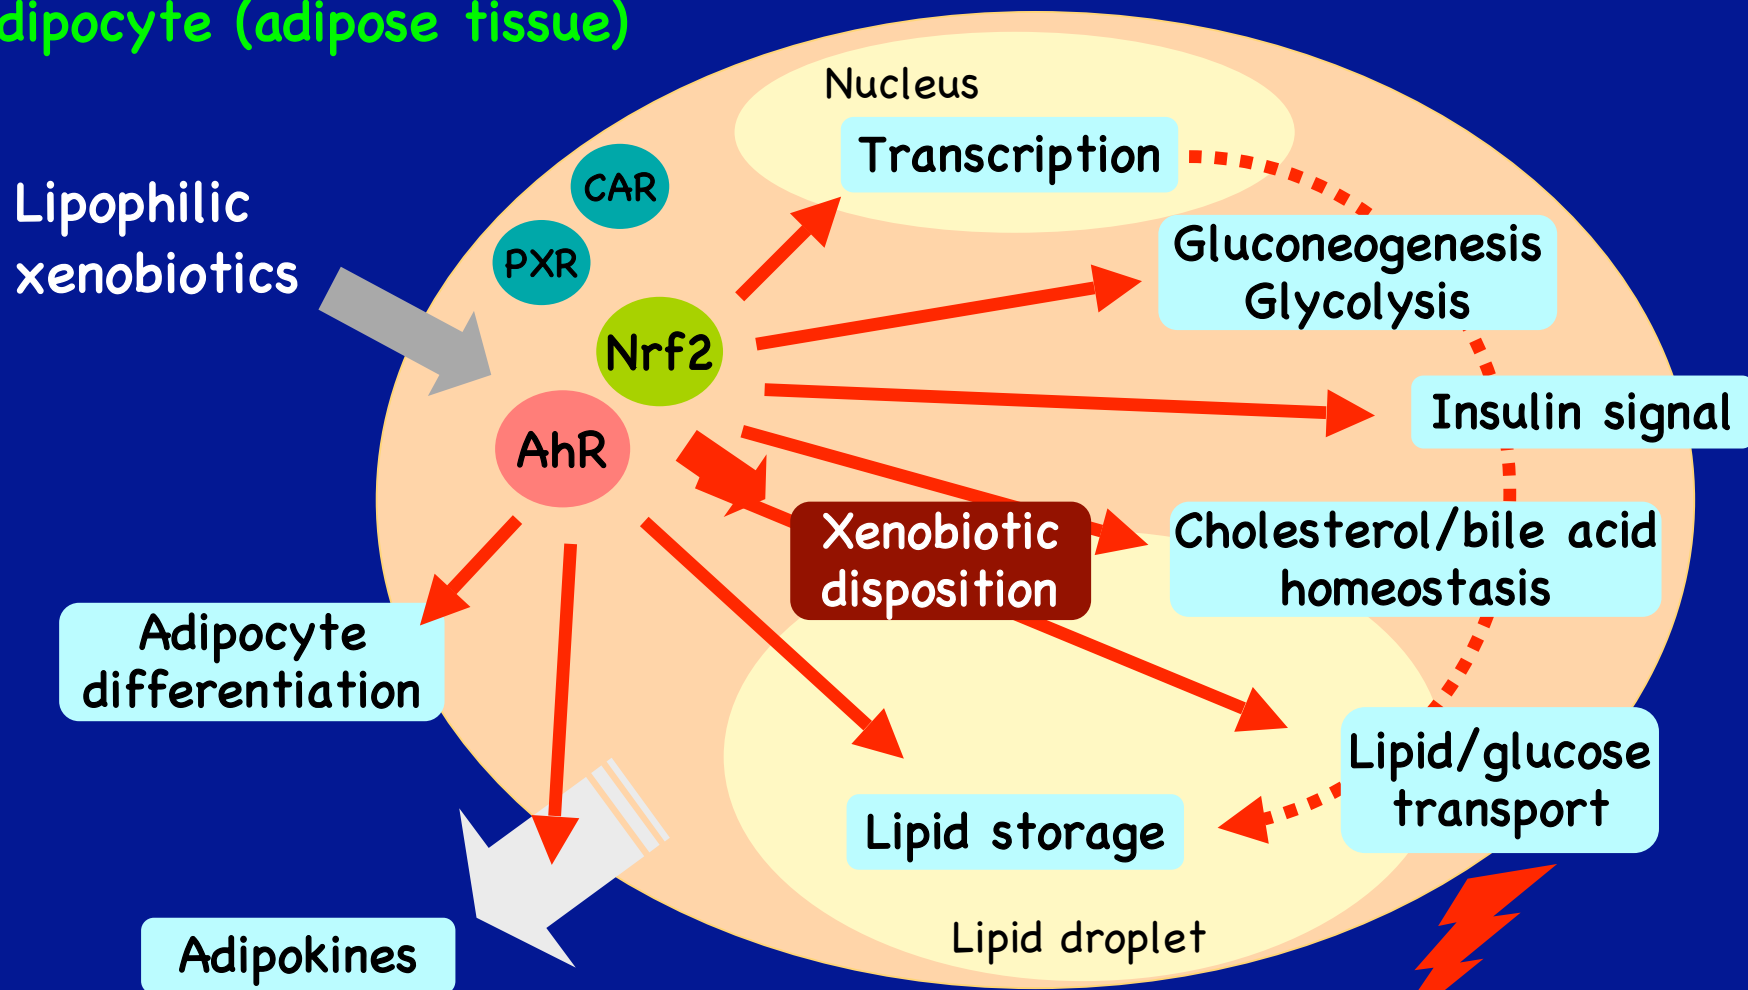 dipocyte (adipose tissue)
Nucleus
Transcription
CAR
Lipophilic
xenobiotics
PXR
Gluconeogenesis
Glycolysis
Nrf2
Insulin signal
AhR
Xenobiotic
disposition
Cholesterol/bile acid
homeostasis
Adipocyte
differentiation
Lipid/glucose
transport
Lipid storage
Lipid droplet
Adipokines